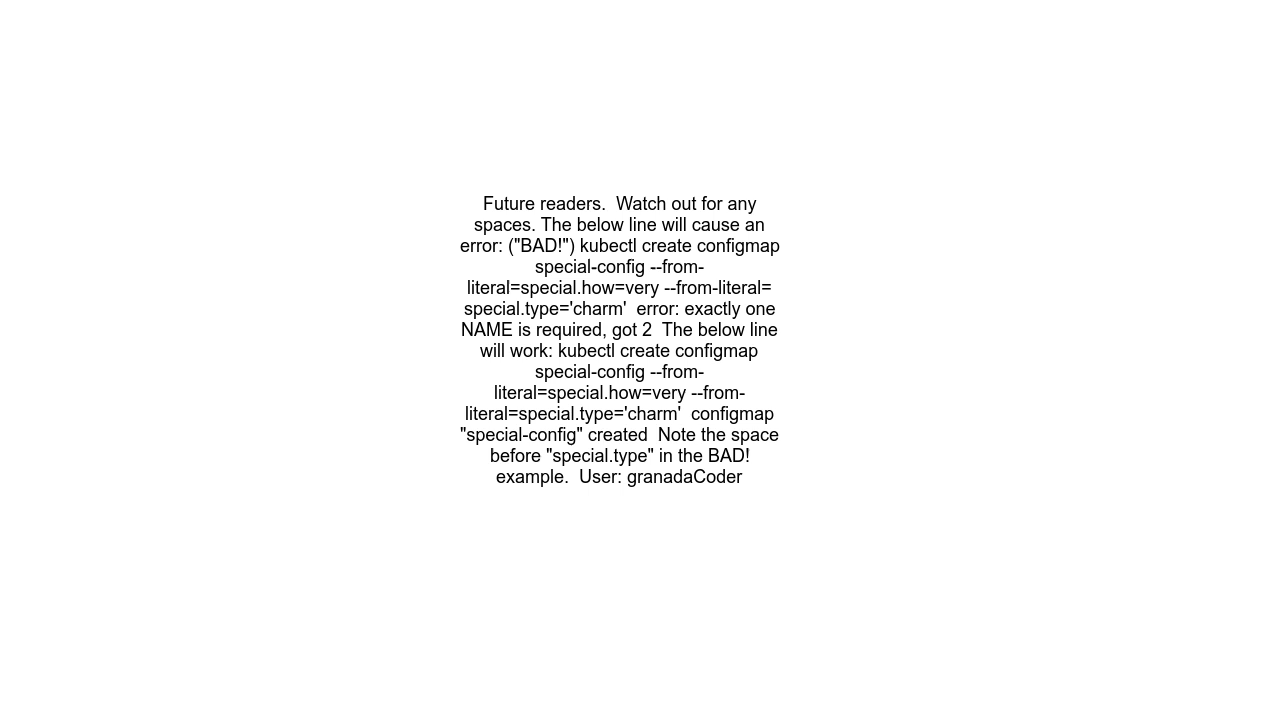 Future readers.  Watch out for any
spaces. The below line will cause an
error: ("BAD!") kubectl create configmap
special-config --from-
literal=special.how=very --from-literal=
special.type='charm'  error: exactly one
NAME is required, got 2  The below line
will work: kubectl create configmap
special-config --from-
literal=special.how=very --from-
literal=special.type='charm'  configmap
"special-config" created  Note the space
before "special.type" in the BAD!
example.  User: granadaCoder